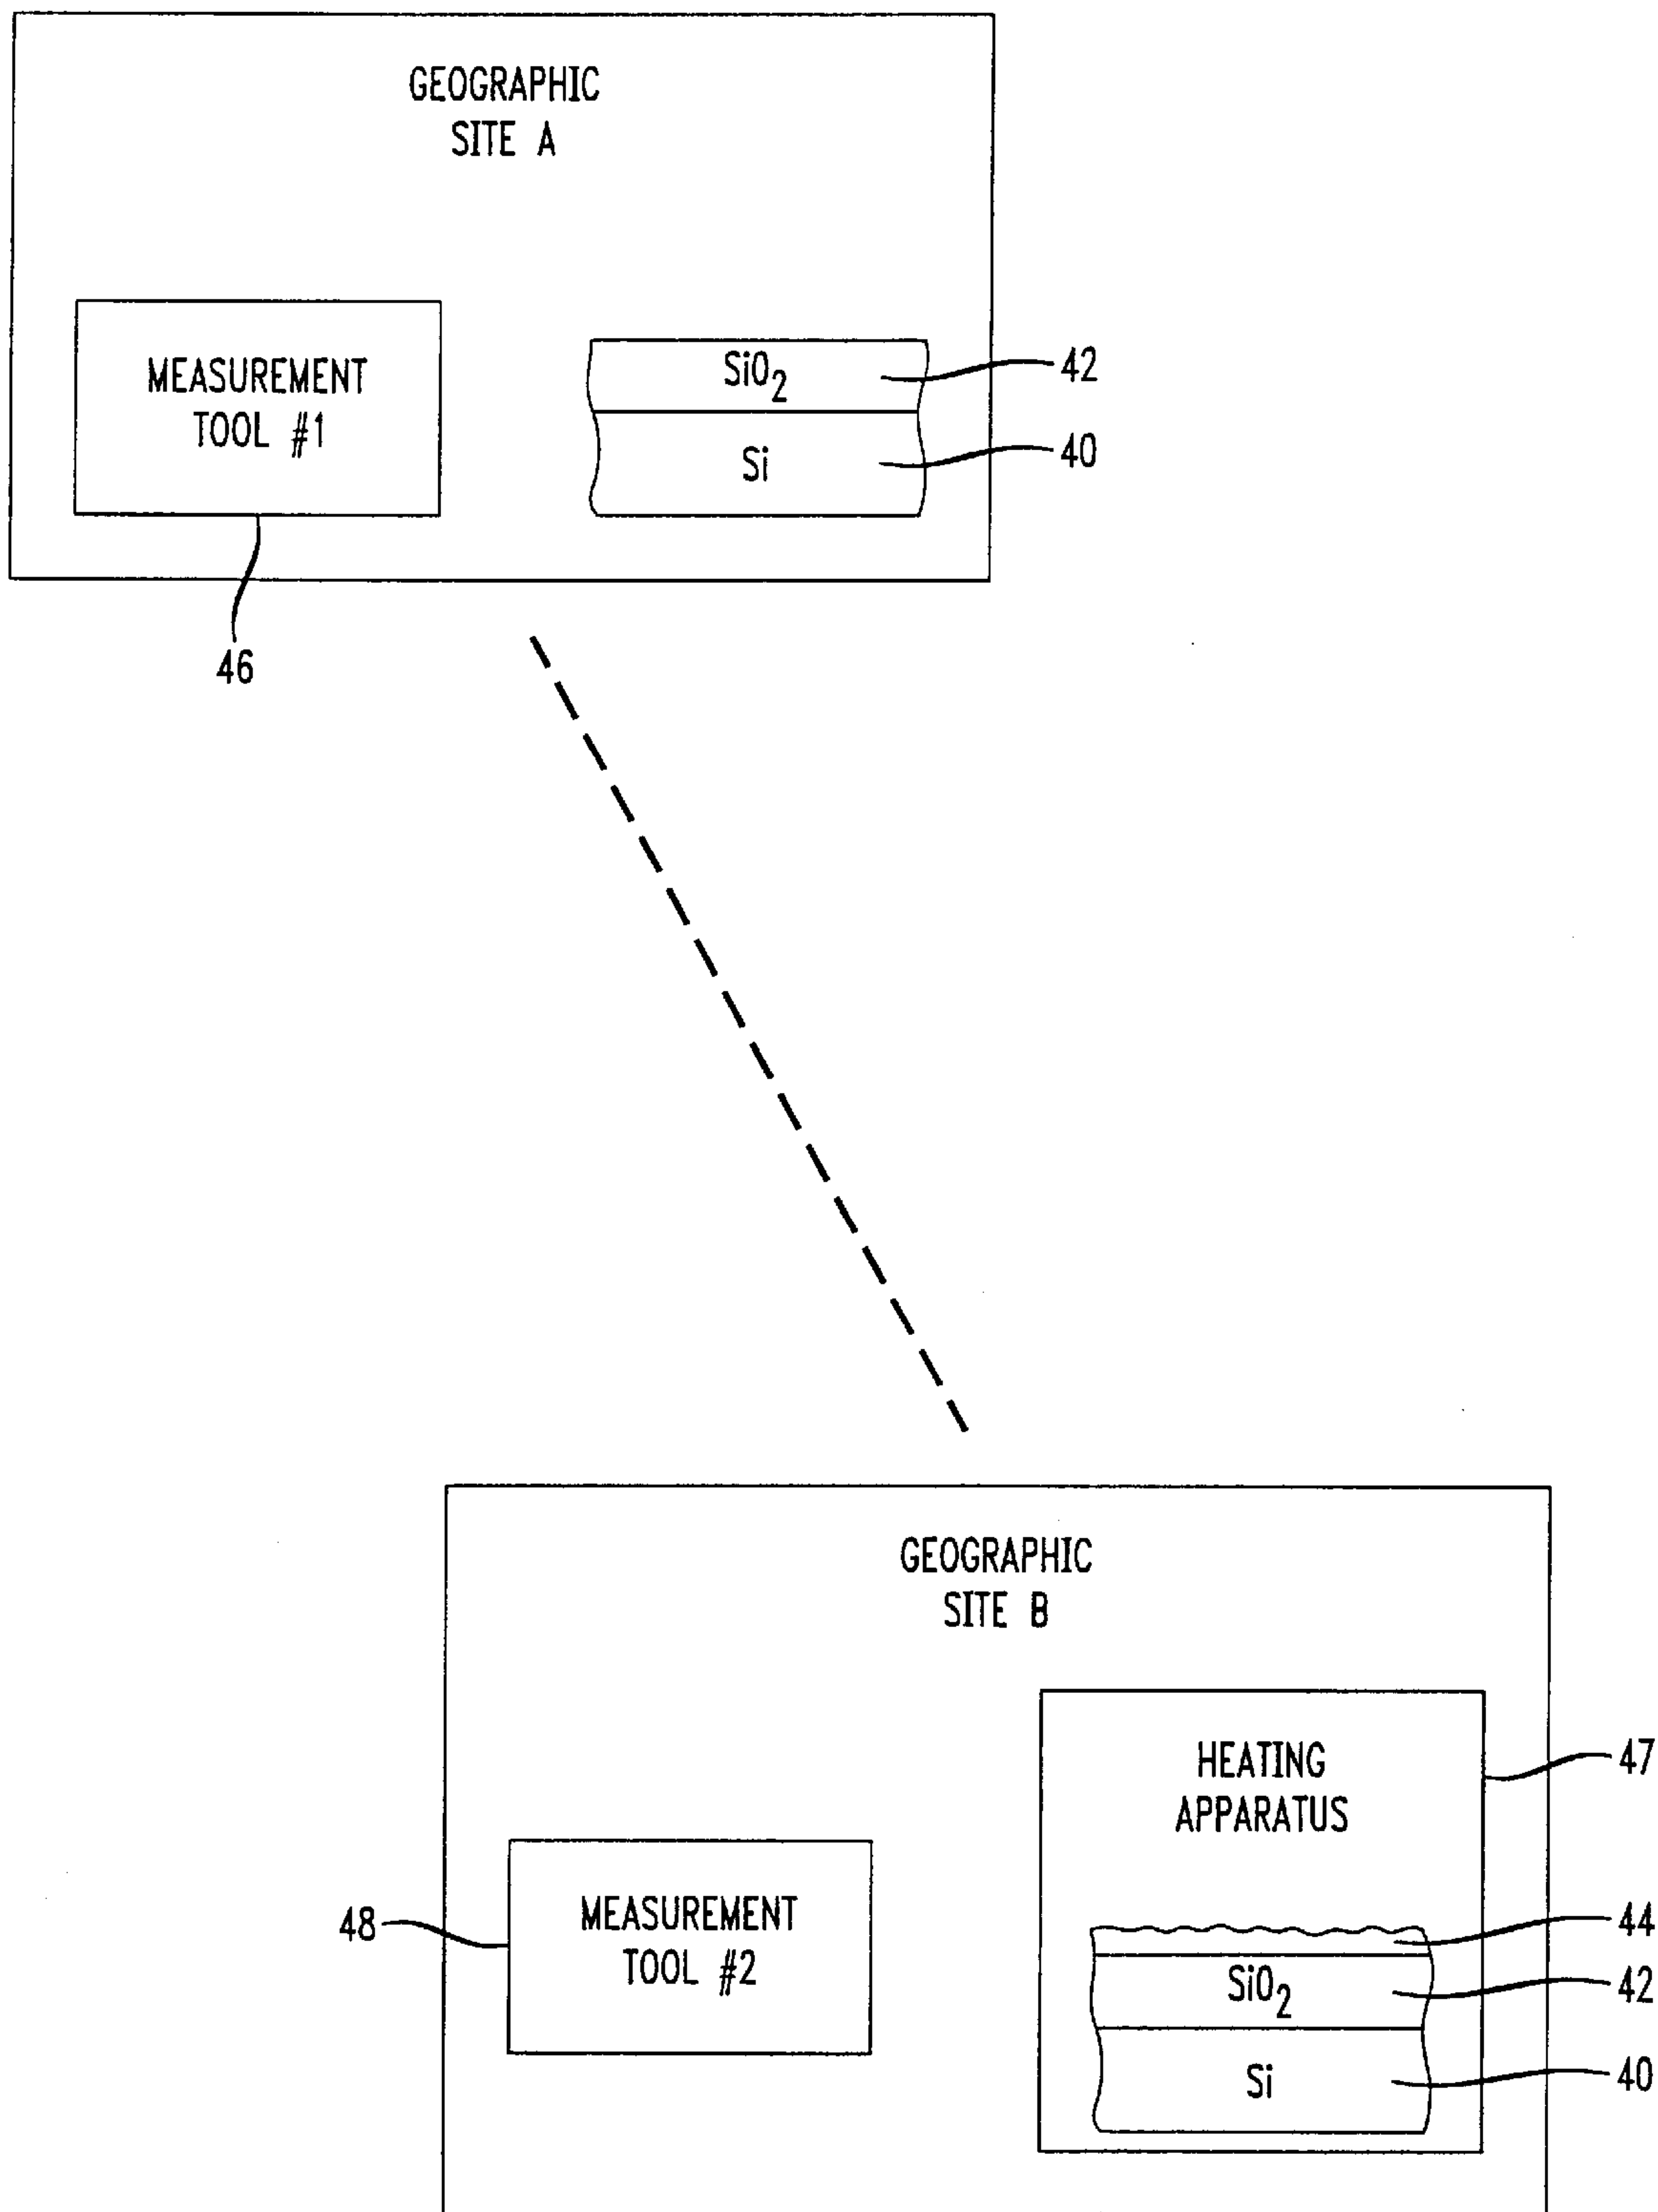 GEOGRAPHIC
SITE A
MEASUREMENT
TOOL #1
SiO2
42
Si
40
46
GEOGRAPHIC
SITE B
HEATING
APPARATUS
47
MEASUREMENT
TOOL #2
48
44
SiO2
42
Si
40